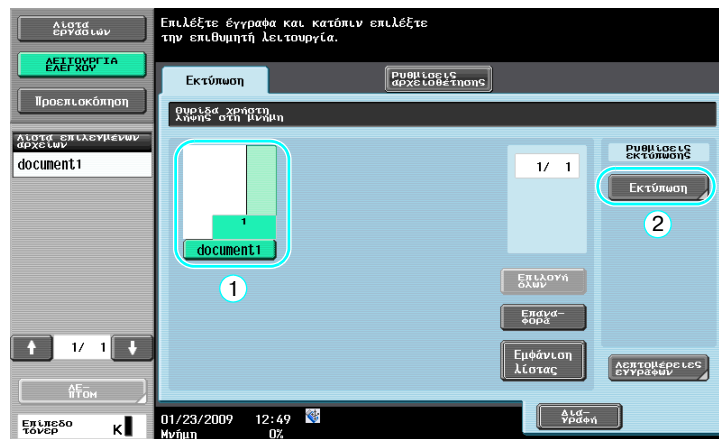 Λίστα
εργασιών
ΛΕΙΤΟΥΡΓΙΑ
ΕΛΕΓΧΟΥ
Προεπισκόπηση
Λίστα επιλεγμένων
αρχείων
document1
1/ 1
ΛΕ-
ΠΤΟΜ
Επίπεδο
τόνερ
K
Επιλέξτε έγγραφα και κατόπιν επιλέξτε
την επιθυμητή λειτουργία.
Εκτύπωση
Ρυθμίσεις
αρχειοθέτησης
Θυρίδα χρήστη
λήψης στη μνήμη
1
document1
1
1/ 1
Επιλογή
όλων
Επανα-
φορά
Εμφάνιση
λίστας
Ρυθμίσεις
εκτύπωσης
Εκτύπωση
2
Λεπτομέρειες
εγγράφων
01/23/2009 12:49
Μνήμη 0%
Δια-
γραφή